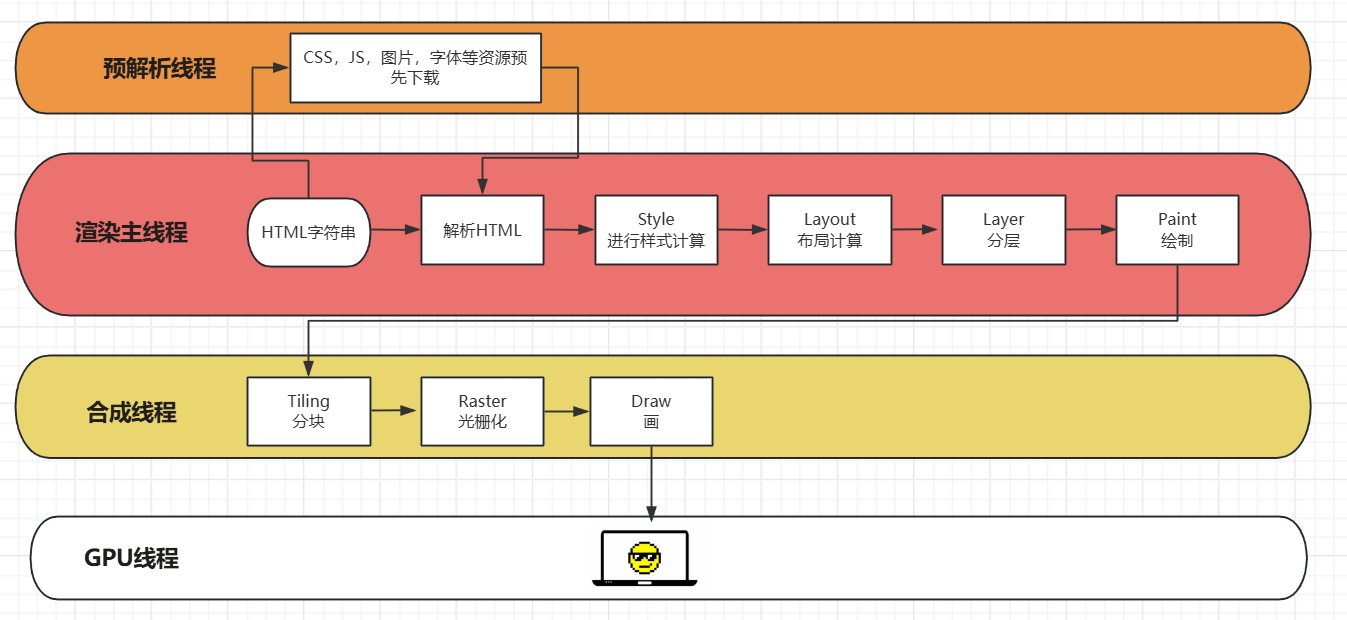 预解析线程
CSS，JS，图片，字体等资源预
先下载
渲染主线程
HTML字符串
解析HTML
Style
进行样式计算
Layout
布局计算
Layer
分层
Paint
绘制
合成线程
Tiling
分块
Raster
光栅化
Draw
画
GPU线程